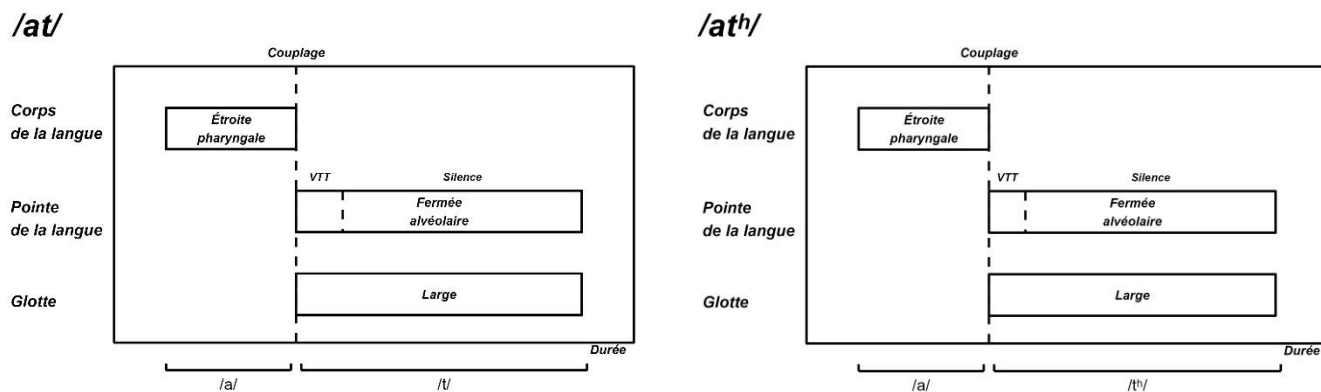 /at/
Couplage
Corps
de la langue
Étroite
pharyngale
VTT
Silence
Pointe
de la langue
Fermée
alvéolaire
Glotte
Large
Durée
/a/
/t/
/atʰ/
Couplage
Corps
de la langue
Étroite
pharyngale
VTT
Silence
Pointe
de la langue
Fermée
alvéolaire
Glotte
Large
Durée
/a/
/tʰ/